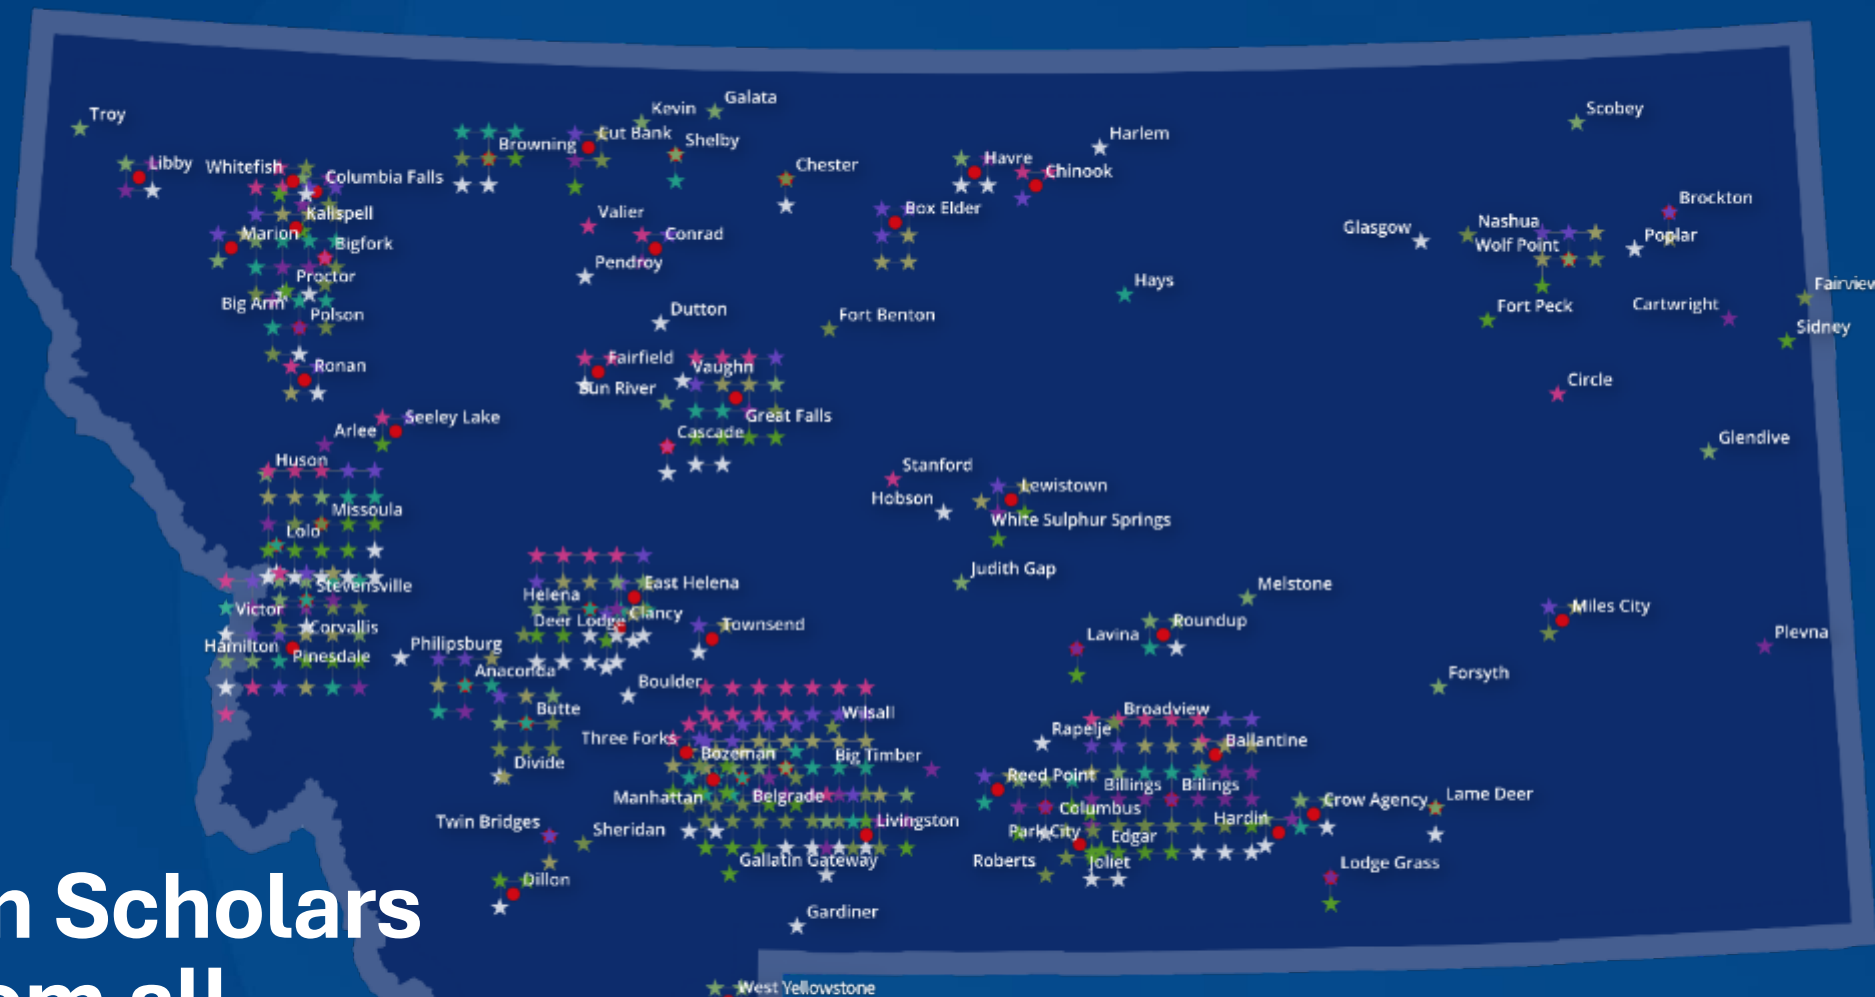 Troy
Galata
Kevin
Scobey
Cut Bank
Harlem
Shelby
Browning
Libby
Whitefish
Columbia Falls
Chester
Havre
Chinook
Brockton
Valier
Box Elder
Kalispell
Marion
Conrad
Glasgow
Nashua
Wolf Point
Poplar
Bigfork
Pendroy
Proctor
Hays
Fairview
Big Arm
Polson
Dutton
Fort Benton
Fort Peck
Cartwright
Sidney
Fairfield
Vaughn
Ronan
Sun River
Circle
Seeley Lake
Great Falls
Arlee
Cascade
Glendive
Huson
Stanford
Hobson
Lewistown
Missoula
White Sulphur Springs
Lolo
Judith Gap
Stevensville
East Helena
Helena
Melstone
Victor
Clancy
Deer Lodge
Townsend
Roundup
Miles City
Corvallis
Lavina
Plevna
Hamilton
Pinesdale
Philipsburg
Anaconda
Forsyth
Boulder
Butte
Wilsall
Broadview
Three Forks
Rapelje
Ballantine
Bozeman
Big Timber
Divide
Reed Point
Billings
Billings
Manhattan
Belgrade
Columbus
Crow Agency
Lame Deer
Twin Bridges
Sheridan
Livingston
Park City
Edgar
Hardin
Gallatin Gateway
Roberts
Joliet
Lodge Grass
Dillon
Gardiner
n Scholars
om all
West Yellowstone